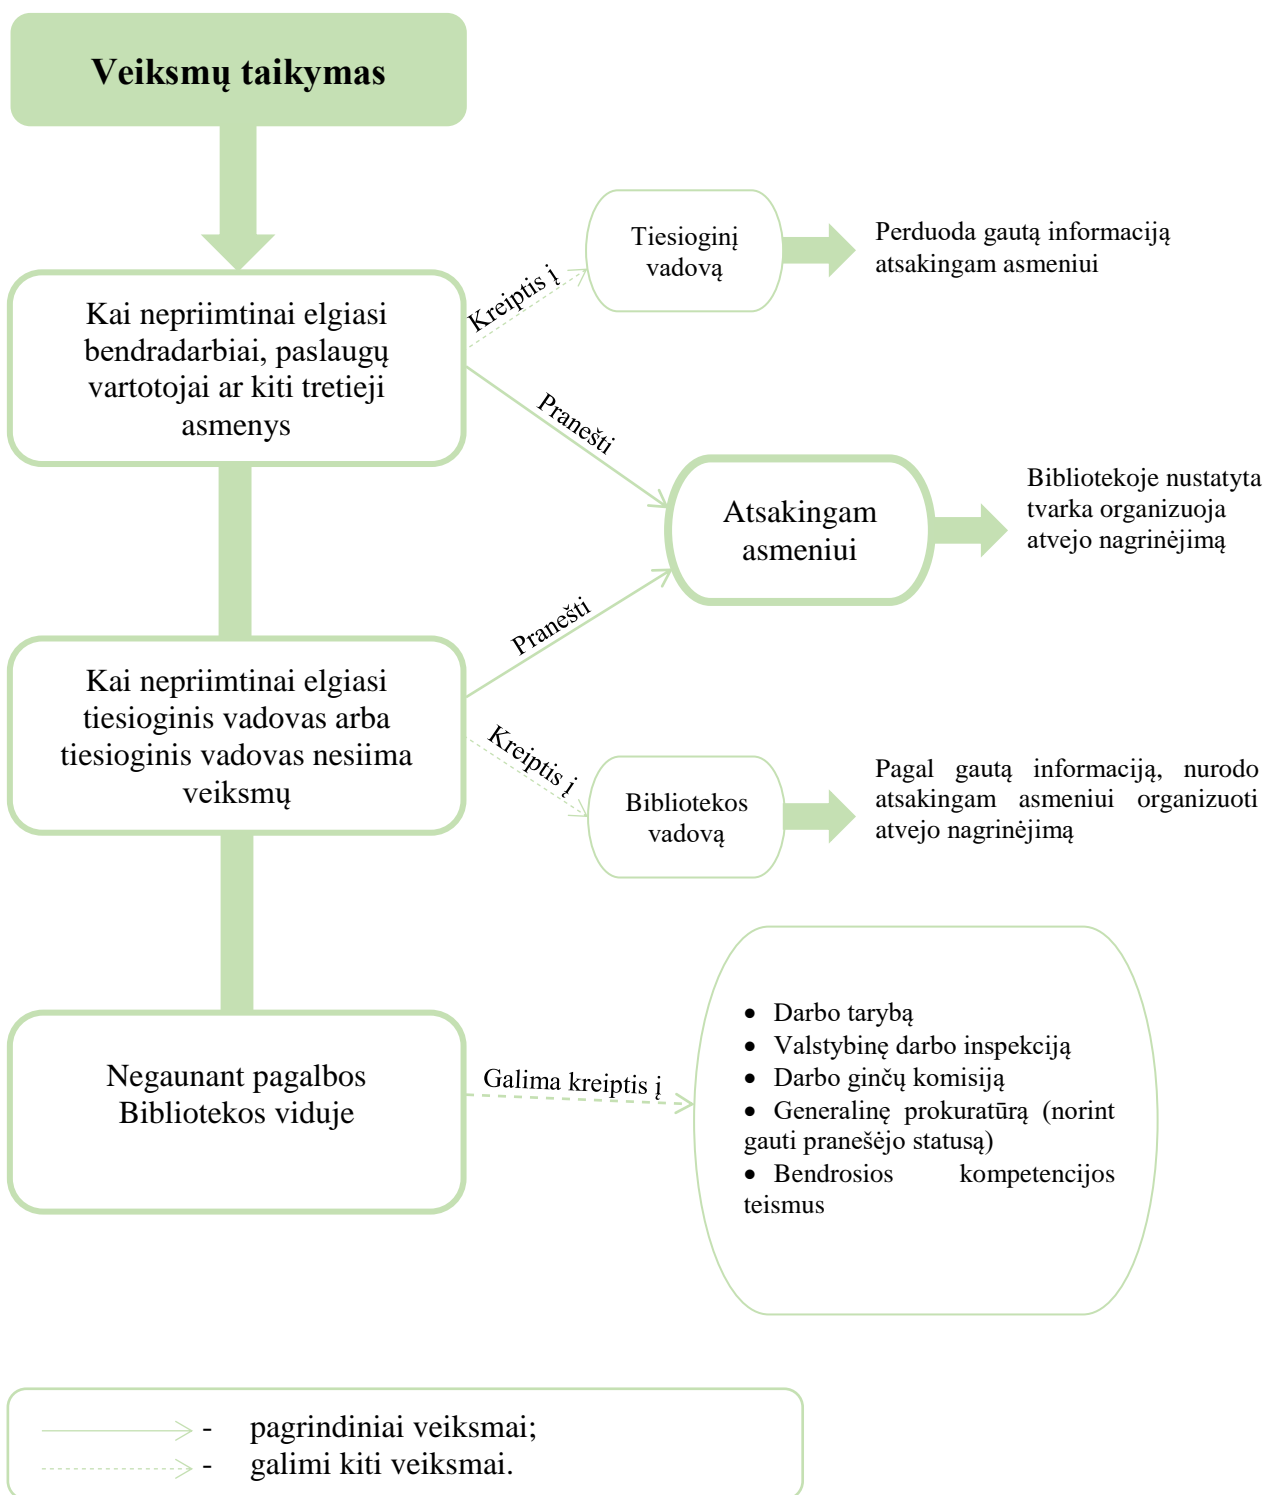 Veiksmų taikymas
Tiesioginį
vadovą
Perduoda gautą informaciją
atsakingam asmeniui
Kreiptis į
Kai nepriimtinai elgiasi
bendradarbiai, paslaugų
vartotojai ar kiti tretieji
asmenys
Pranešti
Atsakingam
asmeniui
Bibliotekoje nustatyta
tvarka organizuoja
atvejo nagrinėjimą
Pranešti
Kai nepriimtinai elgiasi
tiesioginis vadovas arba
tiesioginis vadovas nesiima
veiksmų
Kreiptis į
Bibliotekos
vadovą
Pagal gautą informaciją, nurodo
atsakingam asmeniui organizuoti
atvejo nagrinėjimą
Negaunant pagalbos
Bibliotekos viduje
Galima kreiptis į
• Darbo tarybą
• Valstybinę darbo inspekciją
• Darbo ginčų komisiją
• Generalinę prokuratūrą (norint
gauti pranešėjo statusą)
• Bendrosios kompetencijos
teismus
- pagrindiniai veiksmai;
- galimi kiti veiksmai.